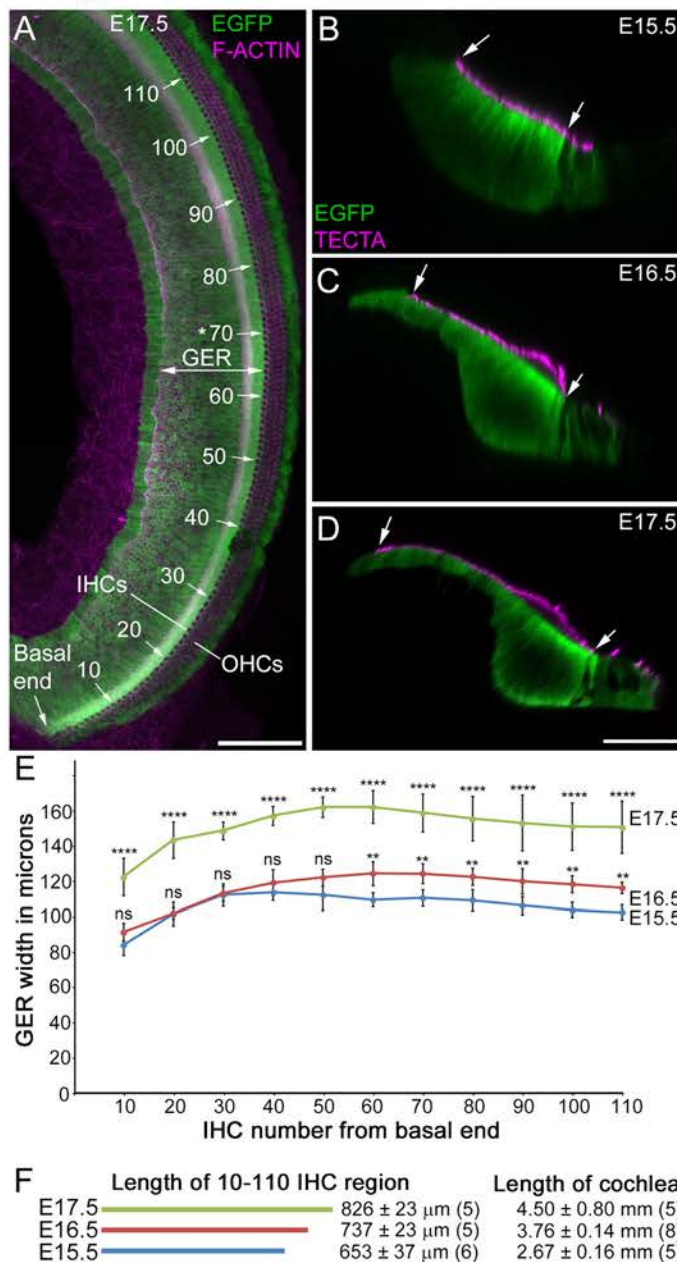 A
E17.5
EGFP
F-ACTIN
110
100
90
80
*70
GER
60
50
40
IHCs
30
20
OHCs
Basal
end
10
B
E15.5
EGFP
TECTA
C
E16.5
D
E17.5
E
GER width in microns
160
140
120
100
80
60
40
20
0
**** **** **** **** **** **** **** **** **** **** ****
E17.5
ns ns ns ns ns ** ** ** ** ** **
E16.5
E15.5
10 20 30 40 50 60 70 80 90 100 110
IHC number from basal end
F
Length of 10-110 IHC region
Length of cochlea
E17.5 826 ± 23 μm (5) 4.50 ± 0.80 mm (5
E16.5 737 ± 23 μm (5) 3.76 ± 0.14 mm (8
E15.5 653 ± 37 μm (6) 2.67 ± 0.16 mm (5